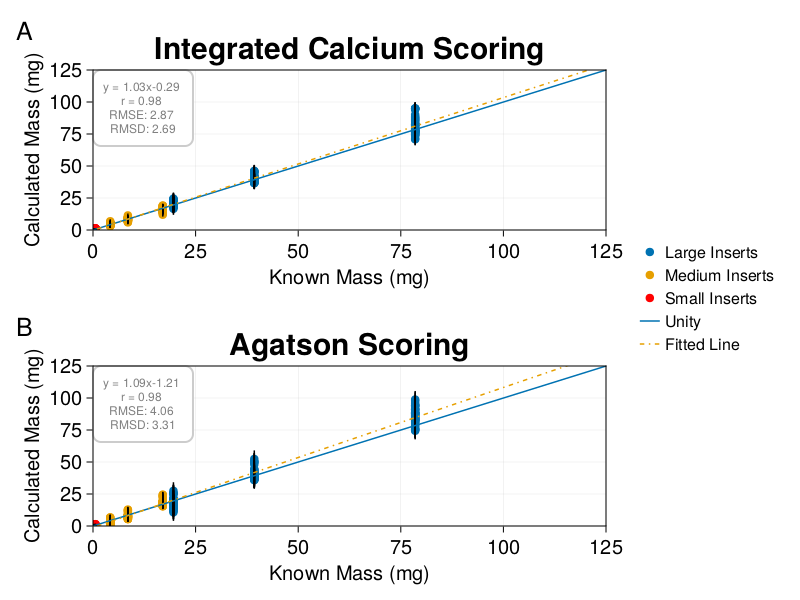 A
Integrated Calcium Scoring
Calculated Mass (mg)
125
100
75
50
25
0
y = 1.03x-0.29
r = 0.98
RMSE: 2.87
RMSD: 2.69
0 25 50 75 100 125
Known Mass (mg)
Large Inserts
Medium Inserts
Small Inserts
Unity
Fitted Line
B
Agatson Scoring
Calculated Mass (mg)
125
100
75
50
25
0
y = 1.09x-1.21
r = 0.98
RMSE: 4.06
RMSD: 3.31
0 25 50 75 100 125
Known Mass (mg)